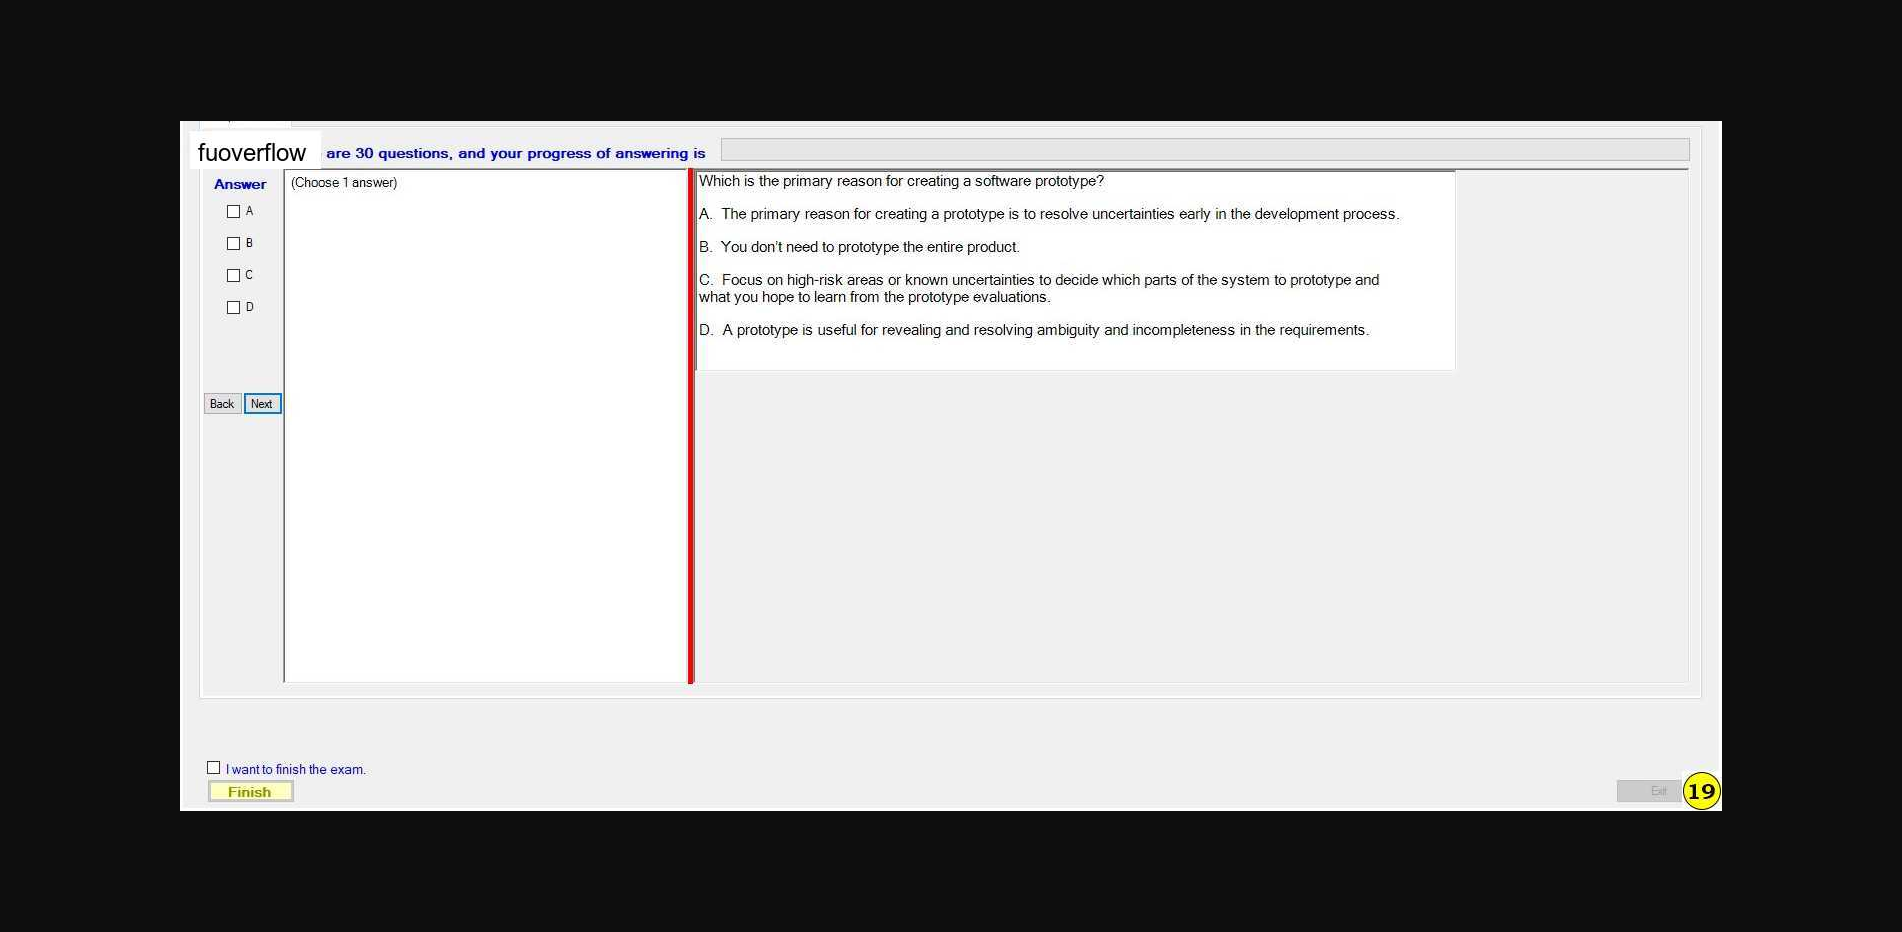 fuoverflow are 30 questions, and your progress of answering is
Answer
(Choose 1 answer)
A
B
C
D
Back Next
Which is the primary reason for creating a software prototype?
A. The primary reason for creating a prototype is to resolve uncertainties early in the development process.
B. You don't need to prototype the entire product.
C. Focus on high-risk areas or known uncertainties to decide which parts of the system to prototype and
what you hope to learn from the prototype evaluations.
D. A prototype is useful for revealing and resolving ambiguity and incompleteness in the requirements.
I want to finish the exam.
Finish
Exit
19